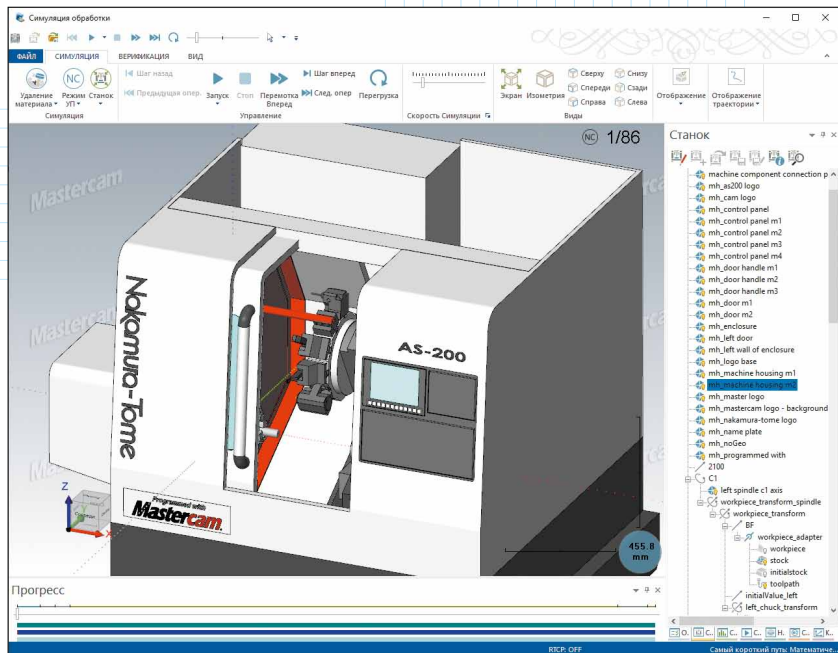 Симуляция обработки
ФАЙЛ СИМУЛЯЦИЯ ВЕРИФИКАЦИЯ ВИД
Удаление материала
Режим УП
Станок
Симуляция
Шаг назад
Предыдущая опер.
Запуск
Стоп
Перемотка Вперед
Шаг вперед
След. опер
Перегрузка
Управление
Скорость Симуляции
Экран
Изометрия
Сверху Снизу
Спереди Сзади
Справа Слева
Виды
Отображение
Отображение траектории
NC 1/86
Mastercam
Mastercam
Nakamura-Tome
AS-200
Programmed with
Mastercam.
Z
X
455.8
mm
Станок
machine component connection p
mh_as200 logo
mh_cam logo
mh_control panel
mh_control panel m1
mh_control panel m2
mh_control panel m3
mh_control panel m4
mh_door handle m1
mh_door handle m2
mh_door handle m3
mh_door m1
mh_door m2
mh_enclosure
mh_left door
mh_left wall of enclosure
mh_logo base
mh_machine housing m1
mh_machine housing m2
mh_master logo
mh_mastercam logo - background
mh_nakamura-tome logo
mh_name plate
mh_noGeo
mh_programmed with
2100
C1
left spindle c1 axis
workpiece_transform_spindle
workpiece_transform
BF
workpiece_adapter
workpiece
stock
initialstock
toolpath
initialValue_left
left_chuck_transform
О. С... С... С... Н. С... К...
Прогресс
RTCP: OFF
Самый короткий путь: Математиче...